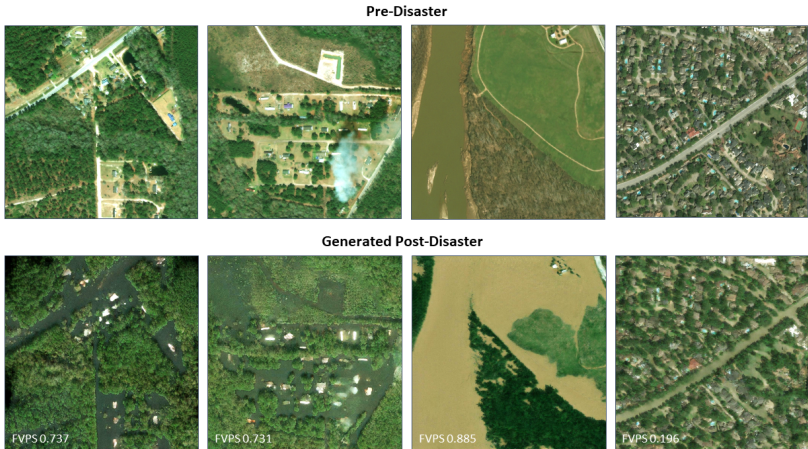 Pre-Disaster
Generated Post-Disaster
FVPS 0.737
FVPS 0.731
FVPS 0.885
FVPS 0.196